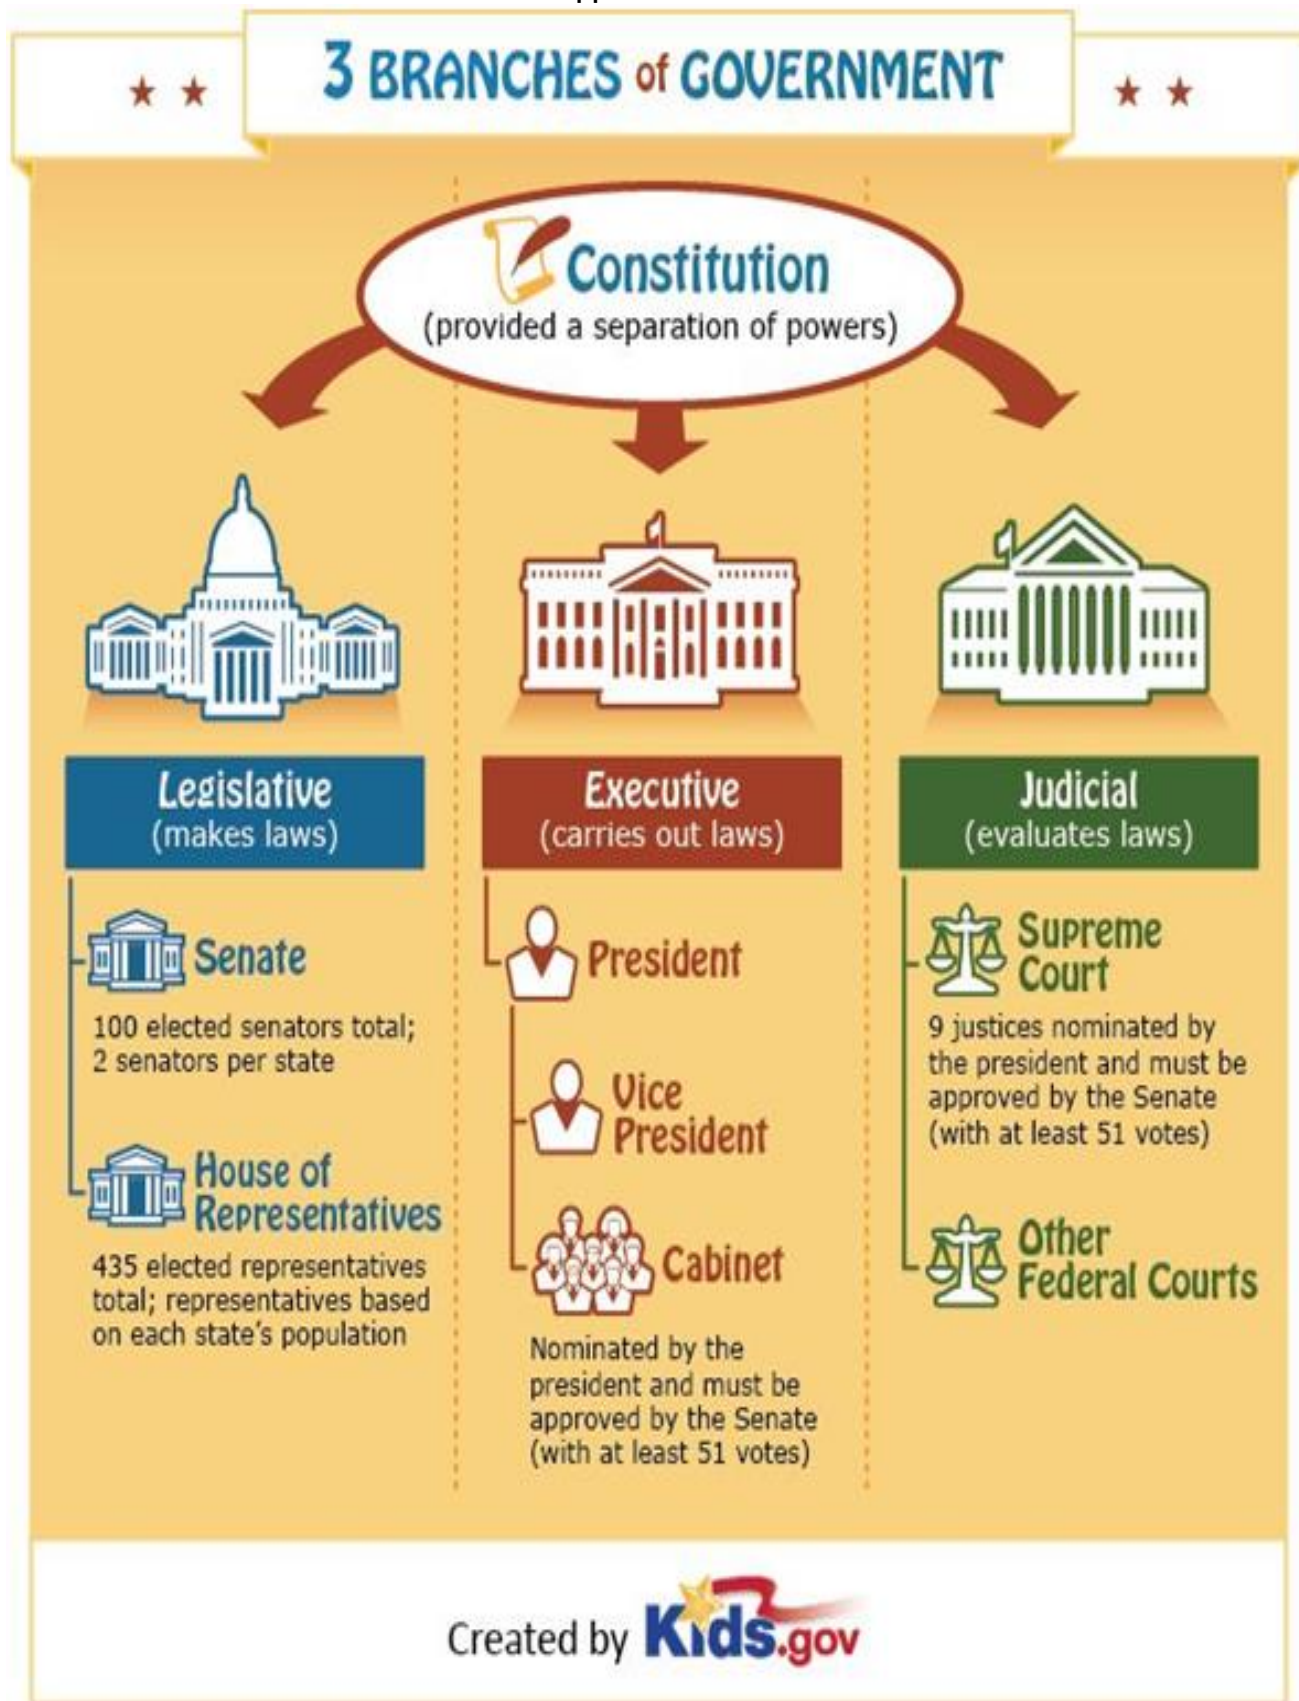 3 BRANCHES of GOVERNMENT
Constitution
(provided a separation of powers)
Legislative
(makes laws)
Senate
100 elected senators total;
2 senators per state
House of
Representatives
435 elected representatives
total; representatives based
on each state's population
Executive
(carries out laws)
President
Vice
President
Cabinet
Nominated by the
president and must be
approved by the Senate
(with at least 51 votes)
Judicial
(evaluates laws)
Supreme
Court
9 justices nominated by
the president and must be
approved by the Senate
(with at least 51 votes)
Other
Federal Courts
Created by Kids.gov